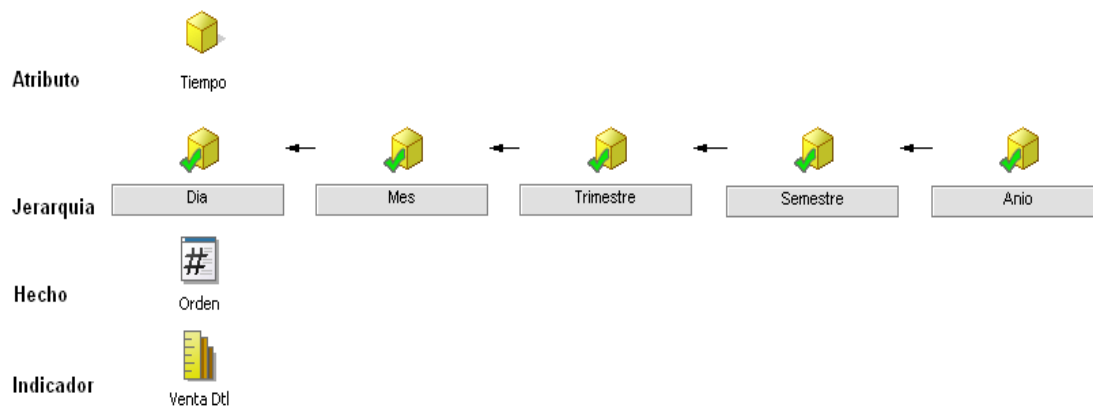 Atributo
Tiempo
Jerarquia
Dia
Mes
Trimestre
Semestre
Anio
Hecho
#
Orden
Indicador
Venta Dtl